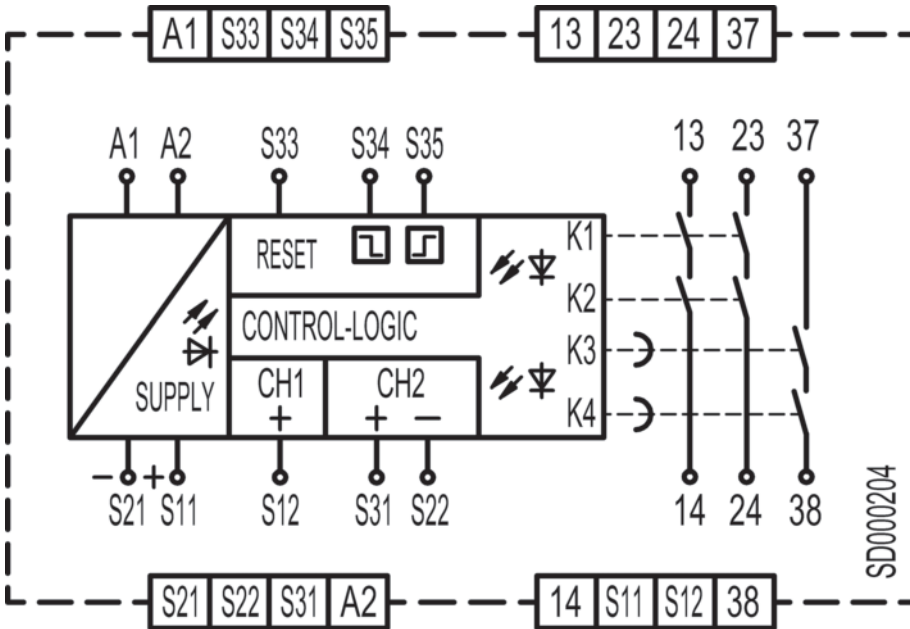 A1 S33 S34 S35 13 23 24 37
A1 A2 S33 S34 S35 13 23 37
RESET K1
K2
CONTROL-LOGIC
K3
SUPPLY CH1 CH2
+ + − K4
− + 
S21 S11 S12 S31 S22 14 24 38
SD000204
S21 S22 S31 A2 14 S11 S12 38